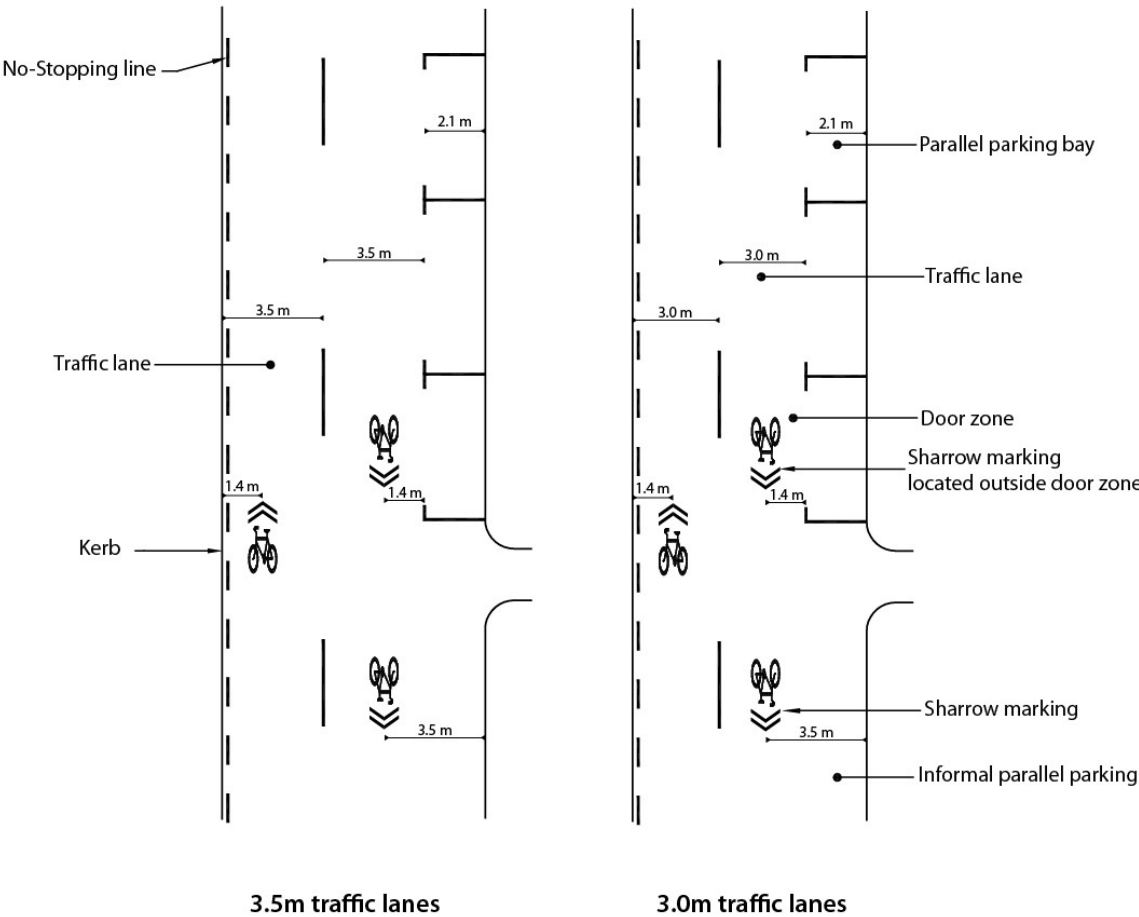 No-Stopping line
2.1 m
2.1 m
Parallel parking bay
3.5 m
3.0 m
Traffic lane
3.5 m
3.0 m
Traffic lane
Door zone
Sharrow marking
located outside door zone
1.4 m
1.4 m
1.4 m
1.4 m
Kerb
Sharrow marking
3.5 m
3.5 m
Informal parallel parking
3.5m traffic lanes
3.0m traffic lanes